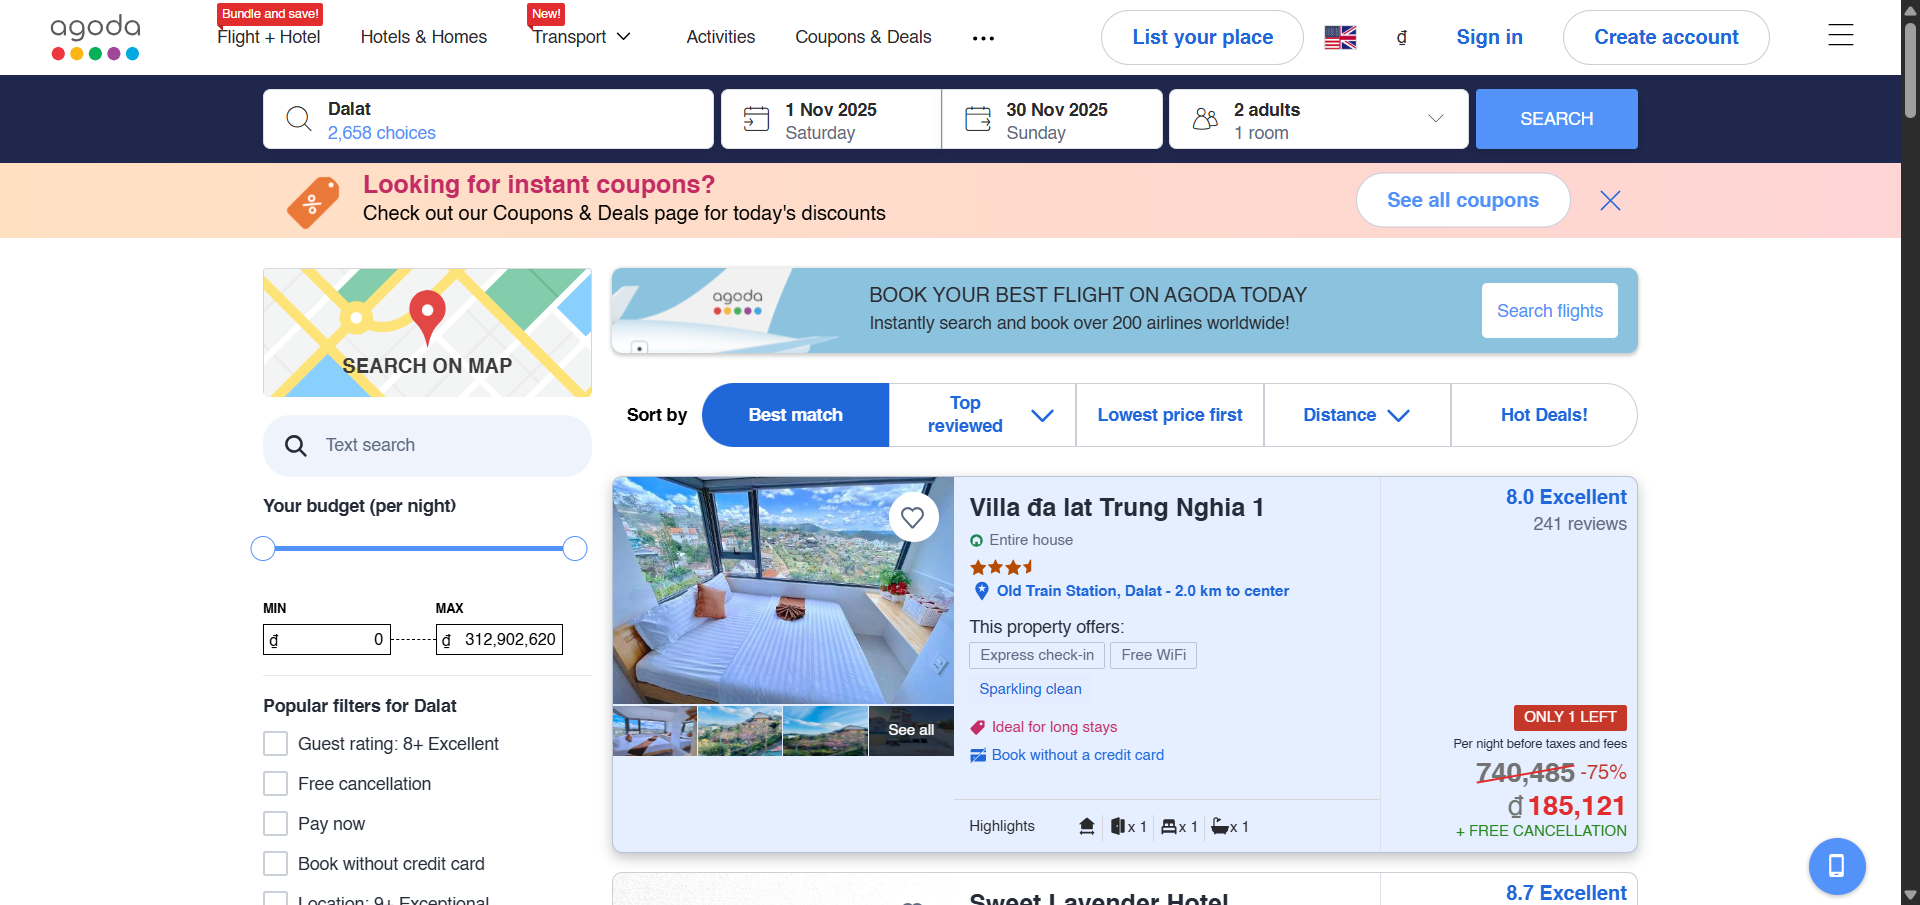 agoda
Bundle and save!
Flight + Hotel
Hotels & Homes
New!
Transport
Activities
Coupons & Deals
List your place
₫
Sign in
Create account
Dalat
2,658 choices
1 Nov 2025
Saturday
30 Nov 2025
Sunday
2 adults
1 room
SEARCH
Looking for instant coupons?
Check out our Coupons & Deals page for today's discounts
See all coupons
SEARCH ON MAP
Text search
Your budget (per night)
MIN
MAX
₫ 0
₫ 312,902,620
Popular filters for Dalat
Guest rating: 8+ Excellent
Free cancellation
Pay now
Book without credit card
Location: 9+ Exceptional
agoda
BOOK YOUR BEST FLIGHT ON AGODA TODAY
Instantly search and book over 200 airlines worldwide!
Search flights
Sort by
Best match
Top reviewed
Lowest price first
Distance
Hot Deals!
See all
Villa đa lat Trung Nghia 1
Entire house
Old Train Station, Dalat - 2.0 km to center
This property offers:
Express check-in
Free WiFi
Sparkling clean
Ideal for long stays
Book without a credit card
Highlights
x 1
x 1
x 1
8.0 Excellent
241 reviews
ONLY 1 LEFT
Per night before taxes and fees
740,485 -75%
₫ 185,121
+ FREE CANCELLATION
Sweet Lavender Hotel
8.7 Excellent